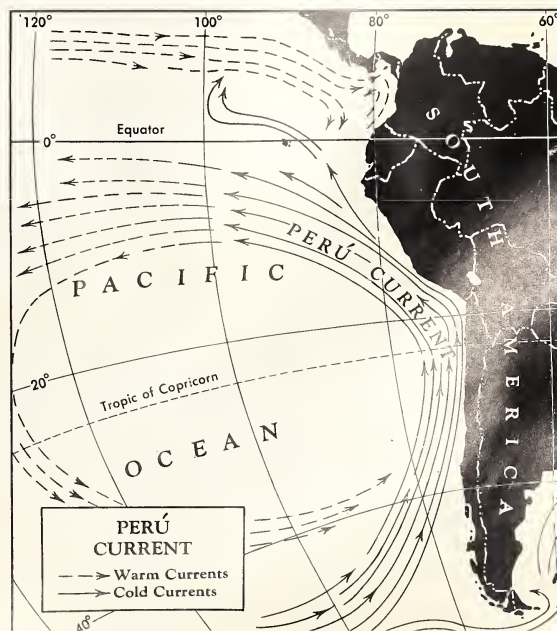 120° 100° 80° 60°
Equator
0°
SOUTH
PERÚ CURRENT
PACIFIC
AMERICA
20°
Tropic of Copricorn
OCEAN
PERÚ
CURRENT
Warm Currents
Cold Currents
40°